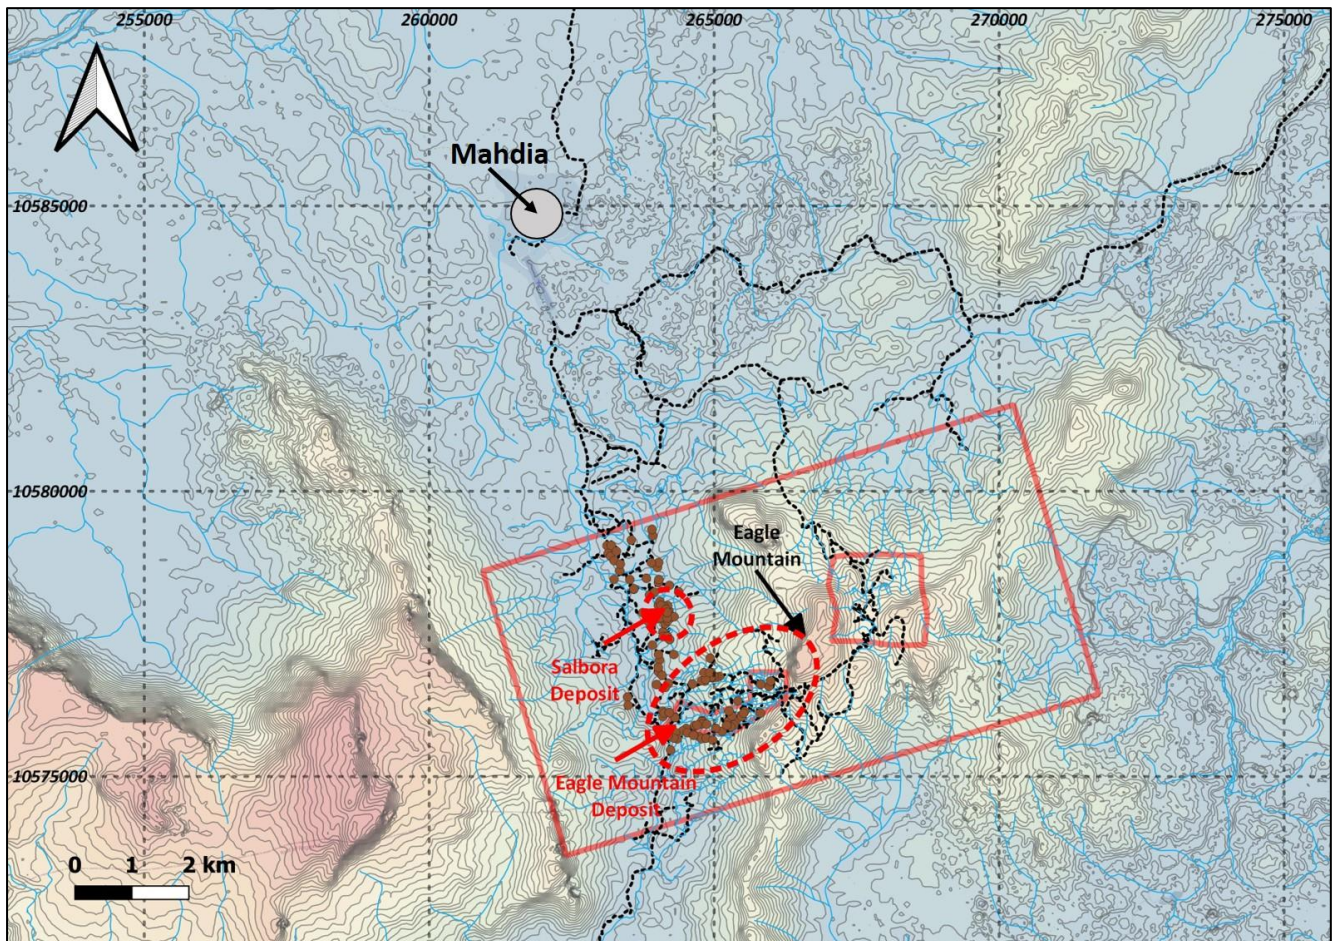 255000 260000 265000 270000 275000
Mahdia
10585000
10580000
Eagle
Mountain
Salbora
Deposit
10575000
Eagle Mountain
Deposit
0 1 2 km